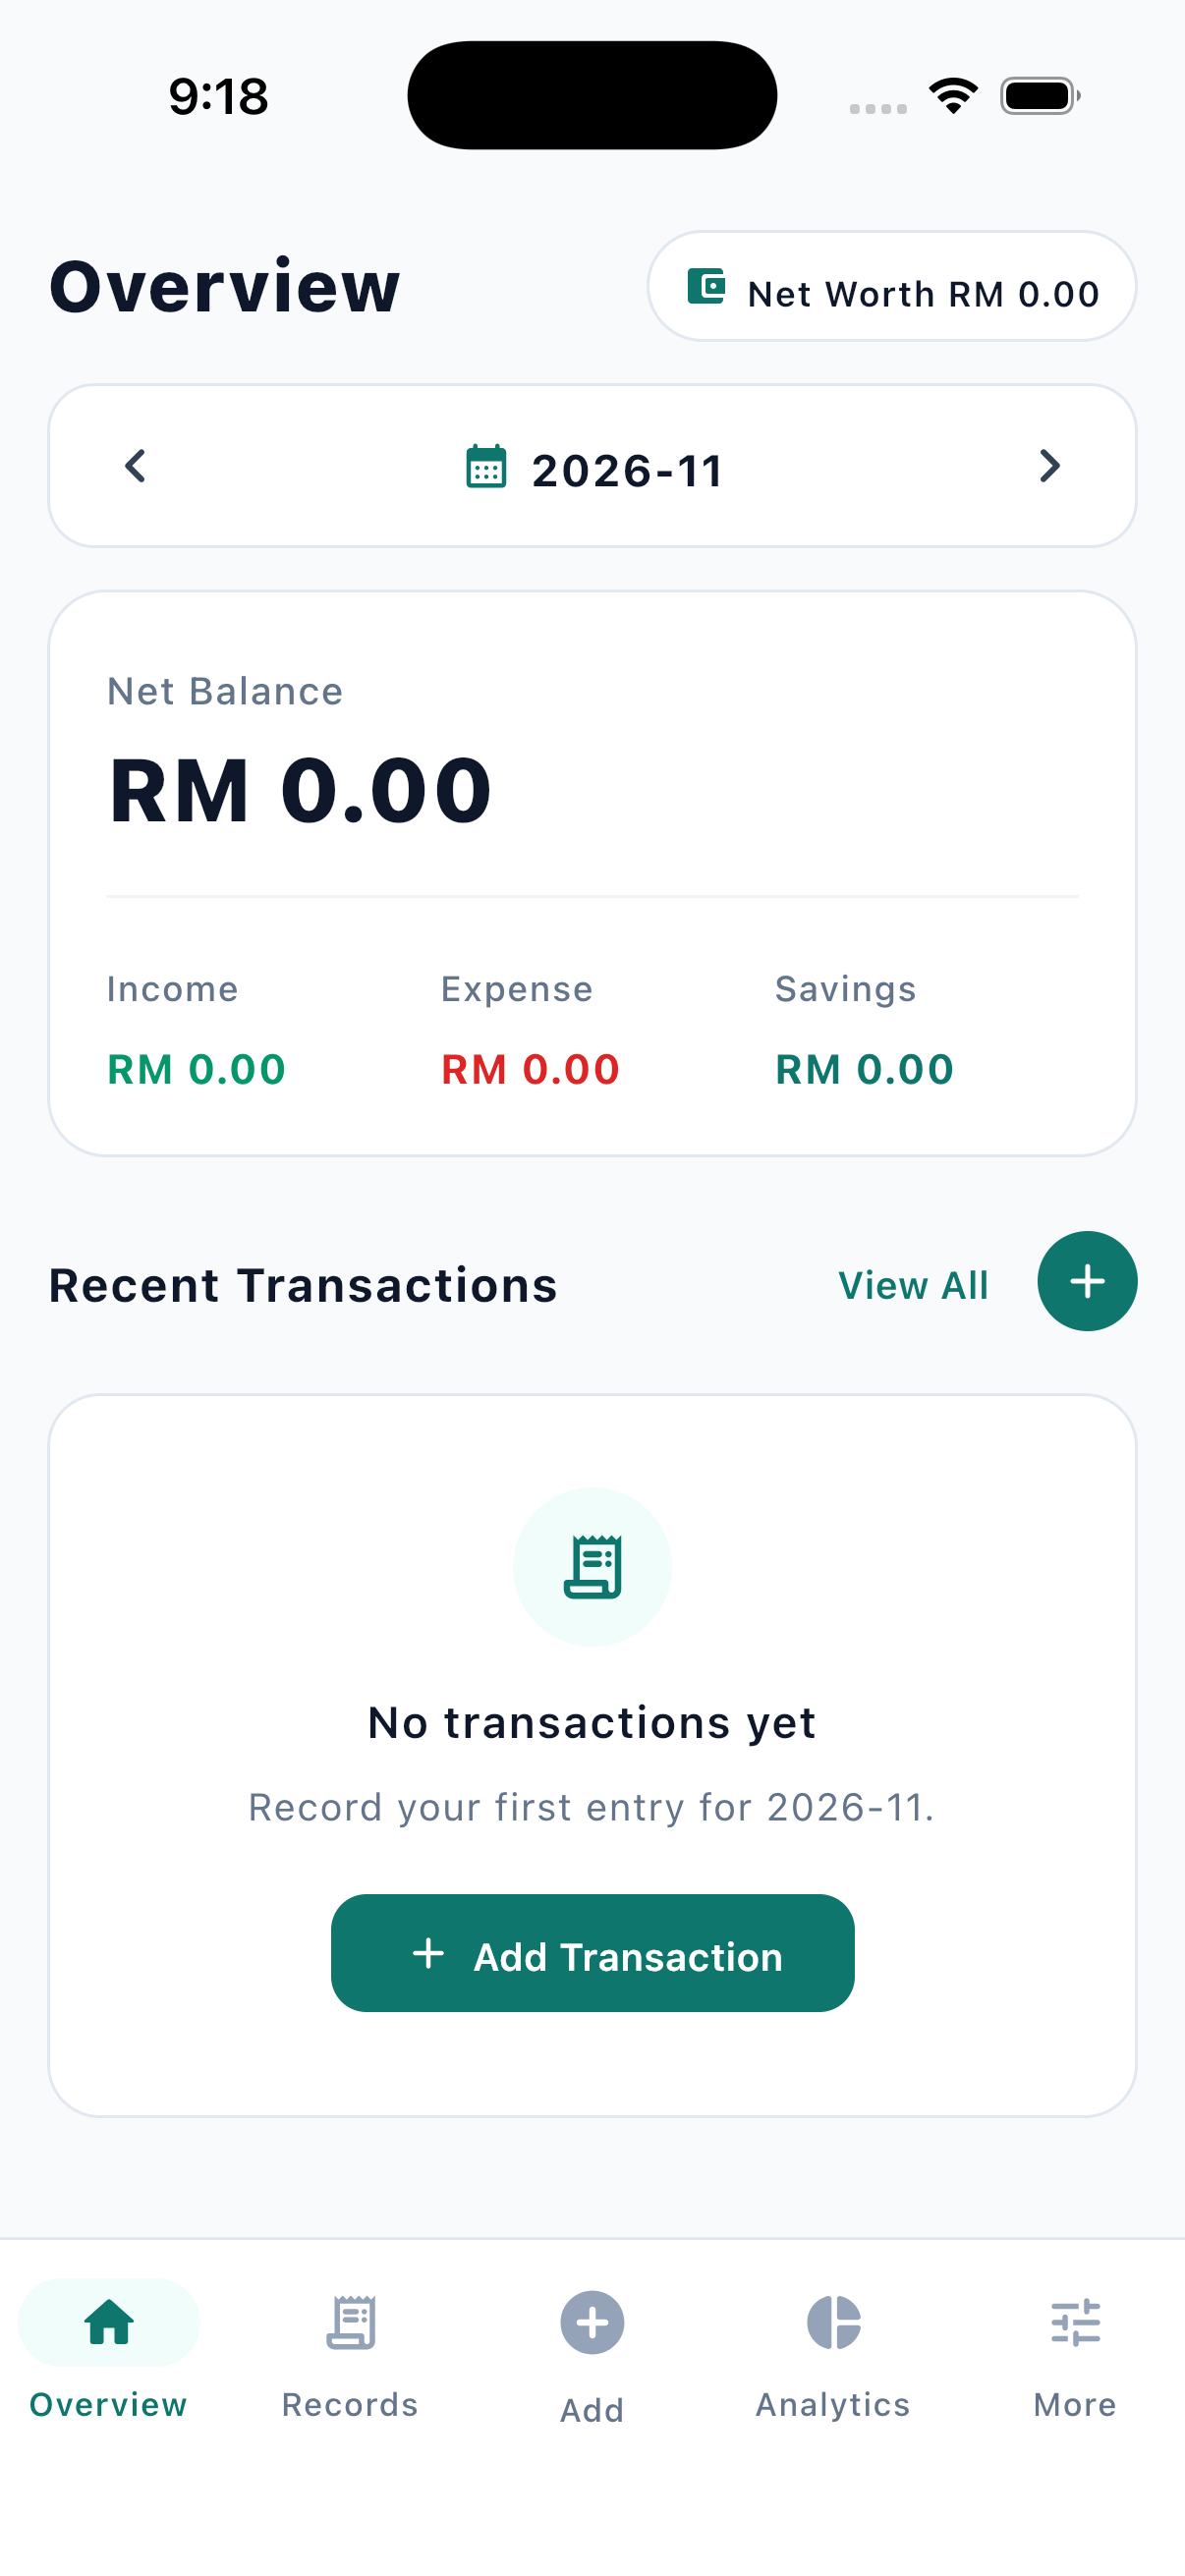 9:18
Overview
Net Worth RM 0.00
2026-11
Net Balance
RM 0.00
Income Expense Savings
RM 0.00 RM 0.00 RM 0.00
Recent Transactions View All
No transactions yet
Record your first entry for 2026-11.
Add Transaction
Overview Records Add Analytics More